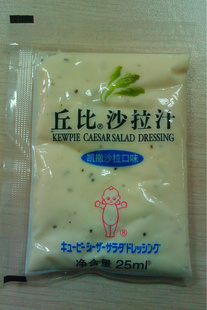 丘比®沙拉汁
KEWPIE CAESAR SALAD DRESSING
凯撒沙拉口味
キューピーシーザーサラダドレッシング
净含量 25ml